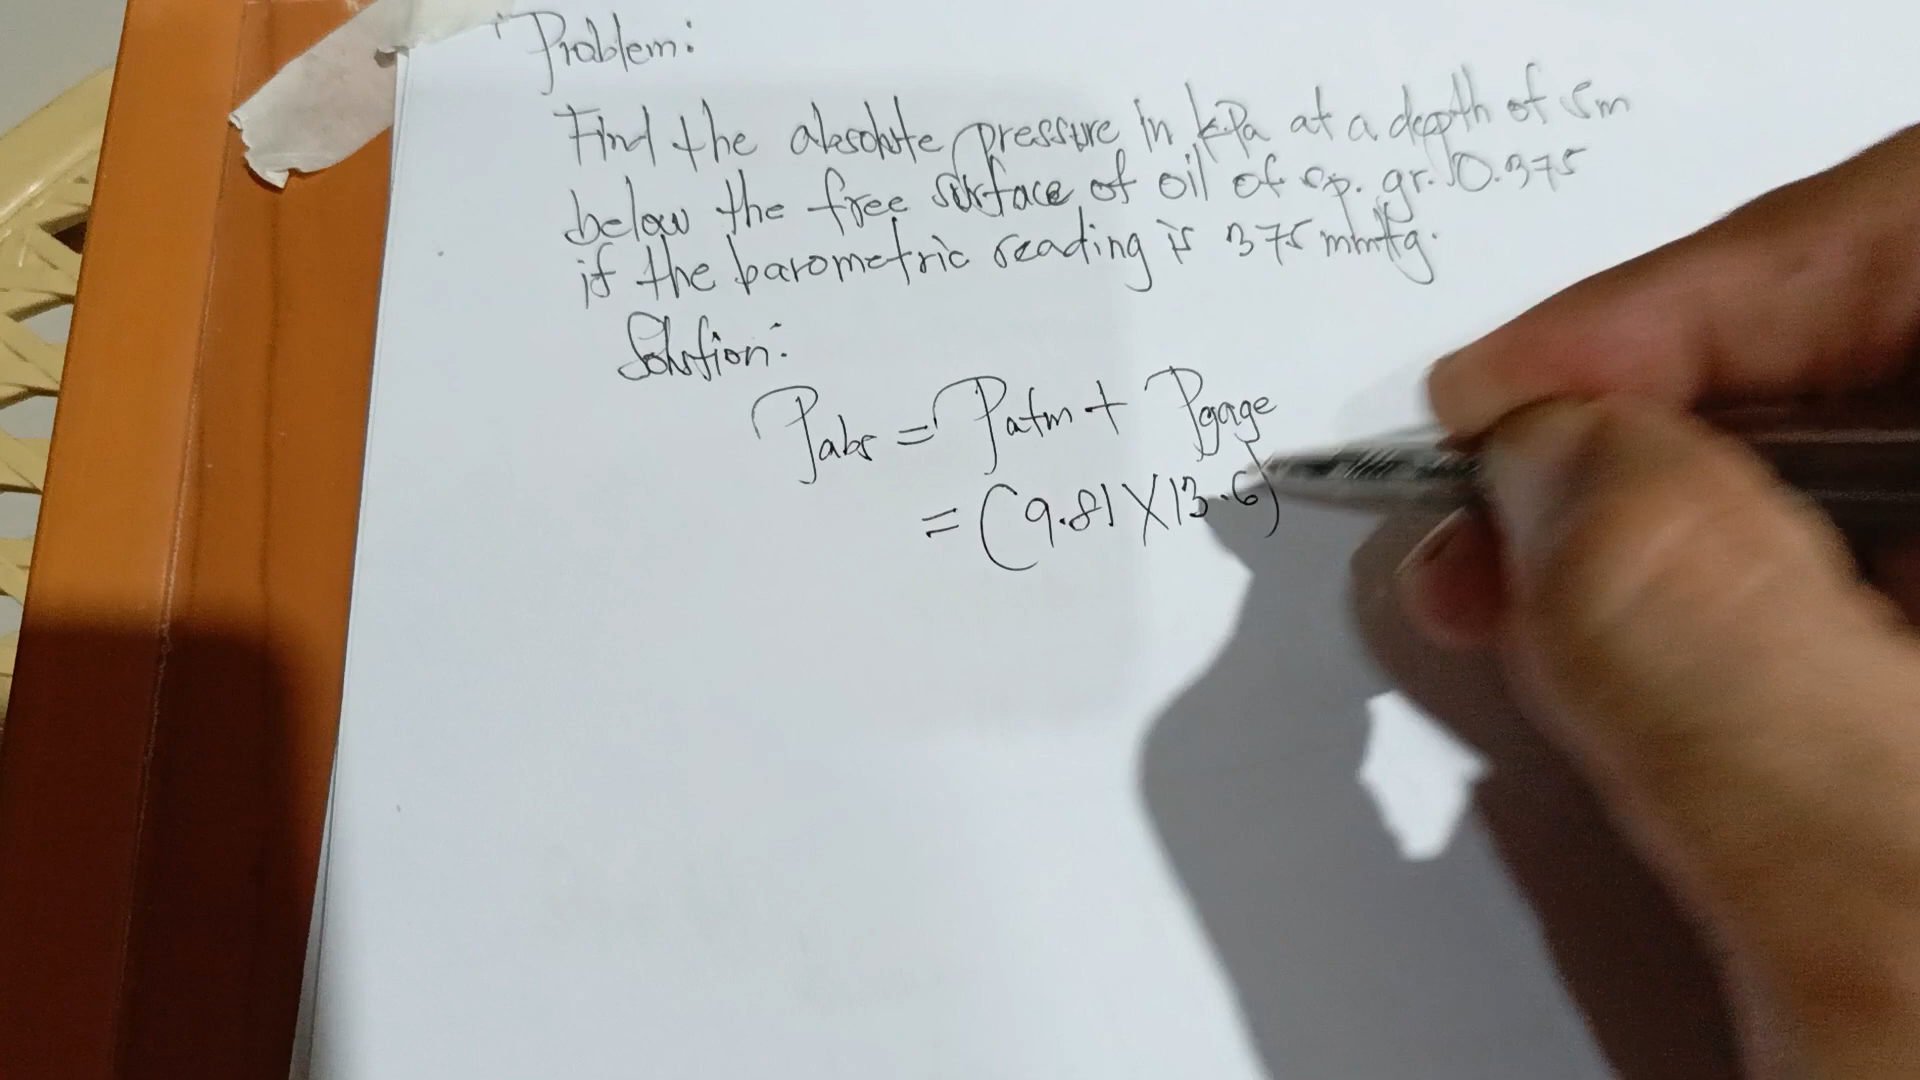 Problem:
Find the absolute pressure in kPa at a depth of 5m
below the free surface of oil of sp. gr. 0.375
if the barometric reading is 375 mmHg.
Solution:
Pabs = Patm + Pgage
= (9.81 X 13.6)